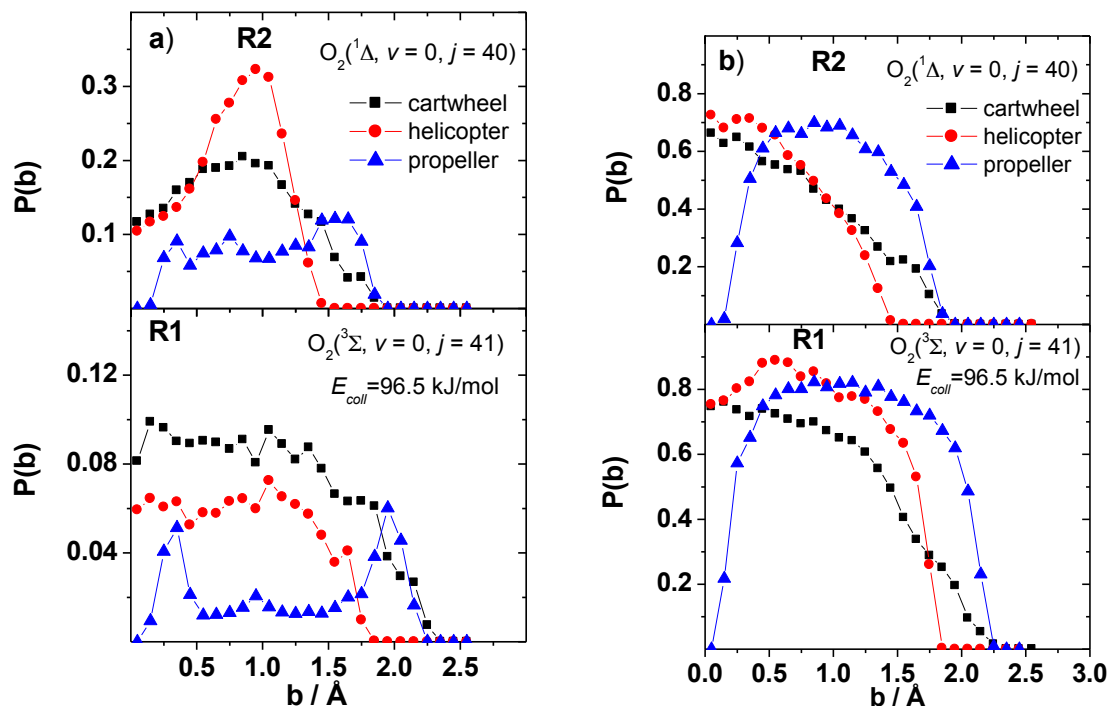 a)
R2
O₂(¹Δ, v = 0, j = 40)
cartwheel
helicopter
propeller
P(b)
0.3
0.2
0.1
R1
O₂(³Σ, v = 0, j = 41)
E_coll=96.5 kJ/mol
P(b)
0.12
0.08
0.04
0.5 1.0 1.5 2.0 2.5
b / Å
b)
R2
O₂(¹Δ, v = 0, j = 40)
cartwheel
helicopter
propeller
P(b)
0.8
0.6
0.4
0.2
R1
O₂(³Σ, v = 0, j = 41)
E_coll=96.5 kJ/mol
P(b)
0.8
0.6
0.4
0.2
0.0 0.5 1.0 1.5 2.0 2.5 3.0
b / Å